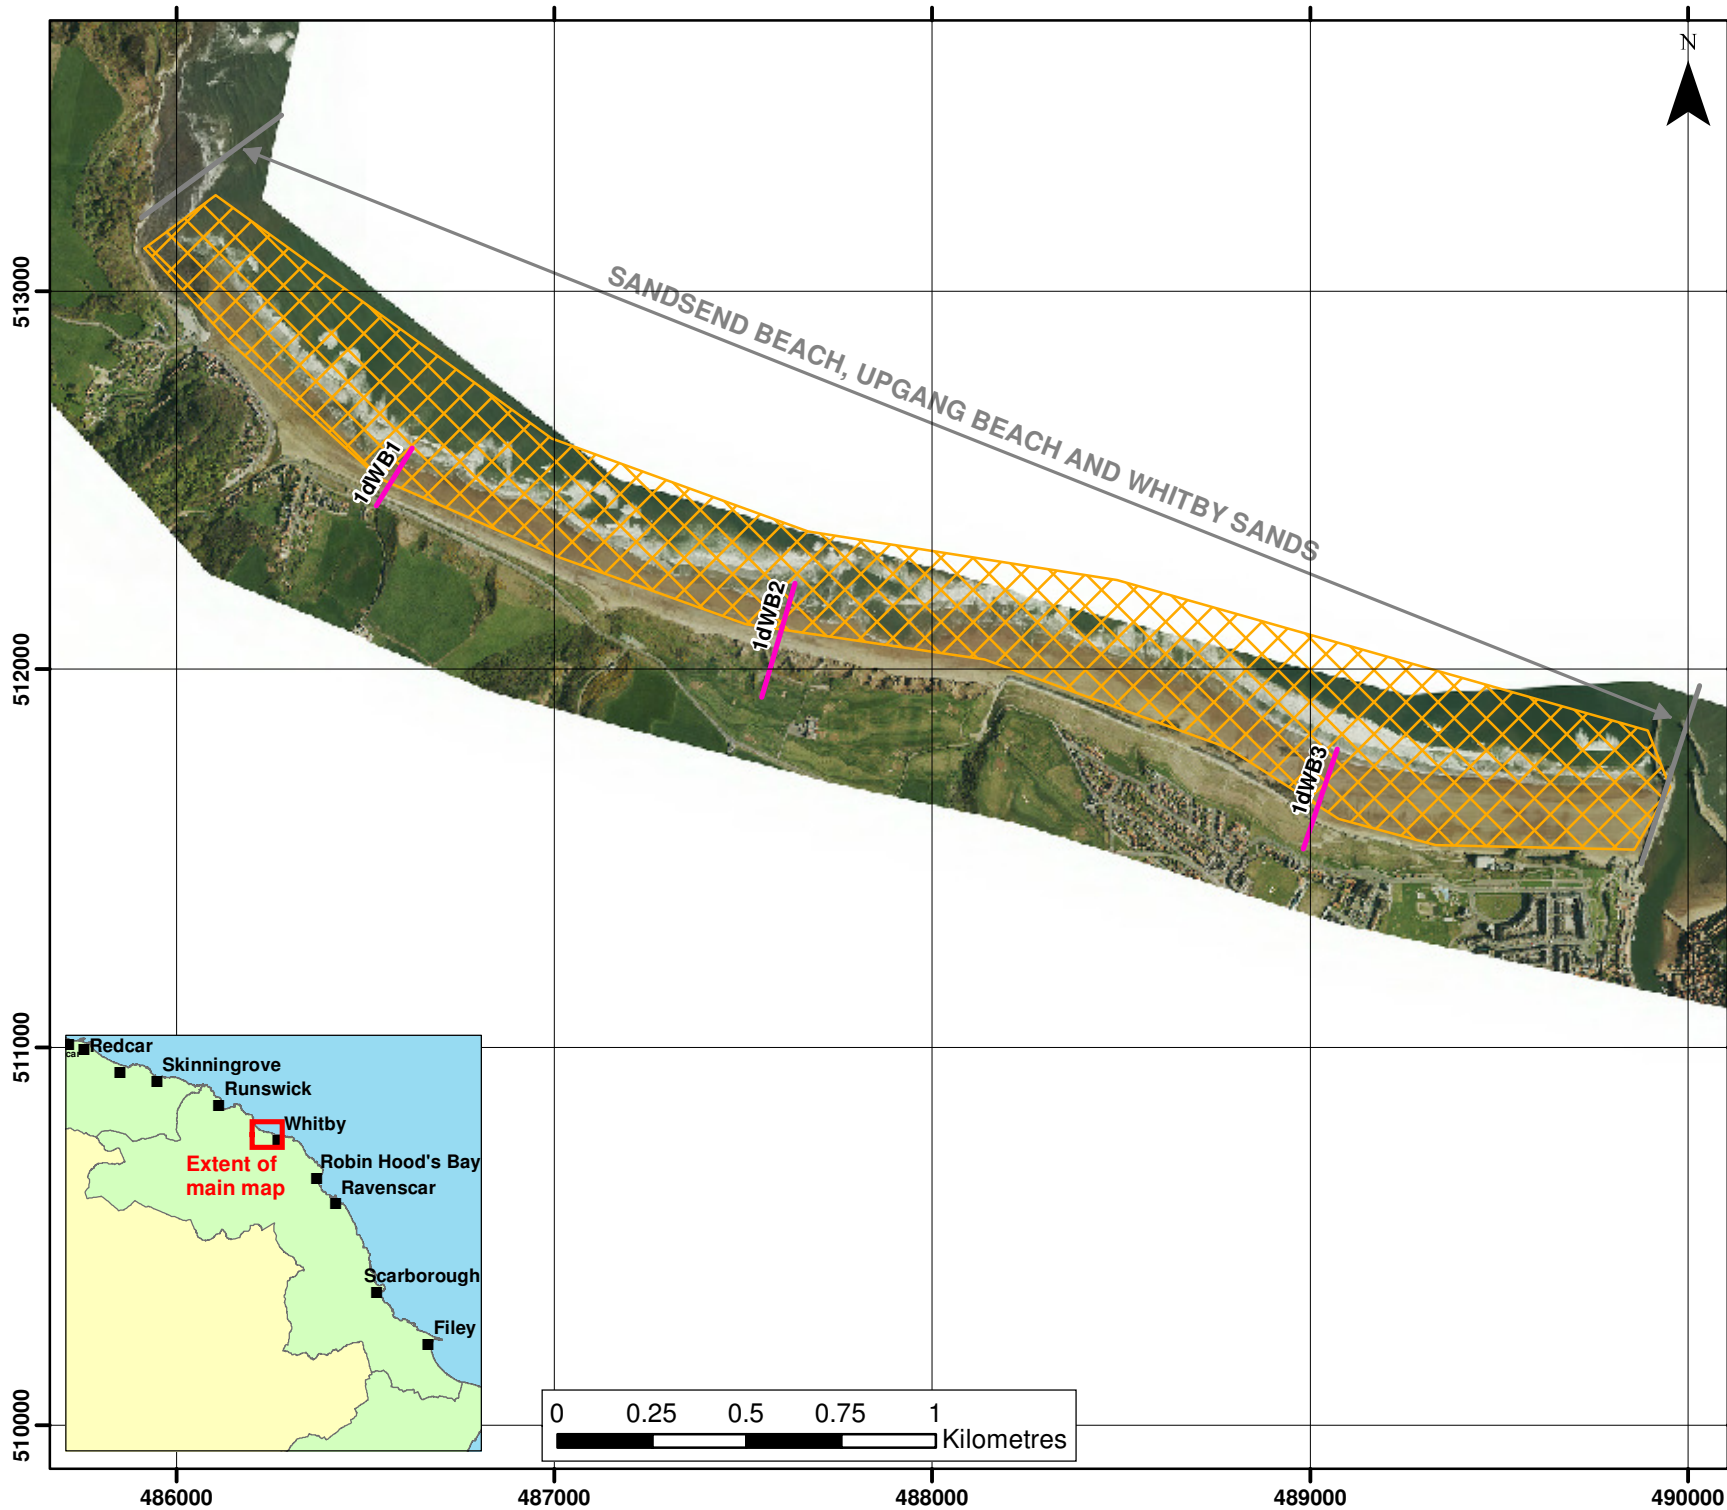 N
513000
512000
511000
510000
SANDSEND BEACH, UPGANG BEACH AND WHITBY SANDS
1dWB1
1dWB2
1dWB3
Redcar
car
Skinningrove
Runswick
Whitby
Extent of
main map
Robin Hood's Bay
Ravenscar
Scarborough
Filey
0 0.25 0.5 0.75 1
Kilometres
486000 487000 488000 489000 490000